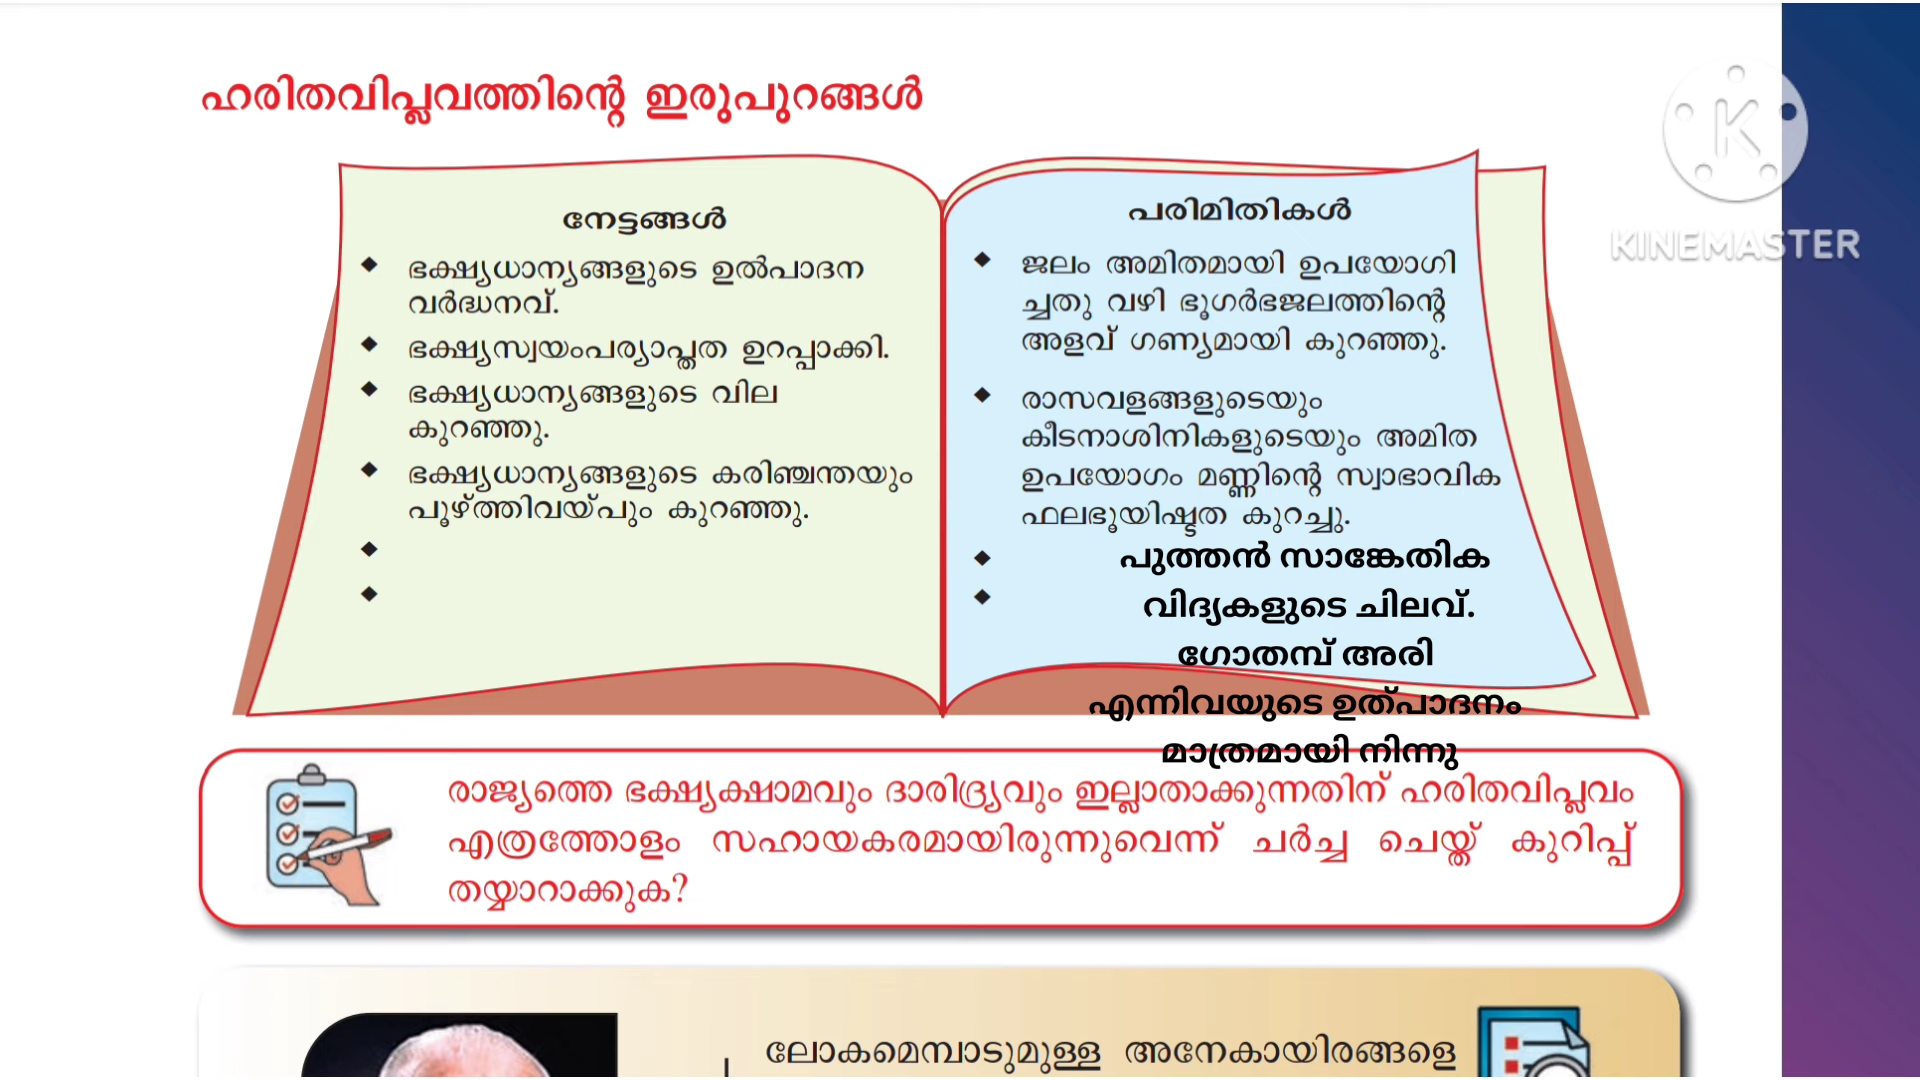 ഹരിതവിപ്ലവത്തിന്റെ ഇരുപുറങ്ങൾ
നേട്ടങ്ങൾ
ഭക്ഷ്യധാന്യങ്ങളുടെ ഉൽപാദന
വർദ്ധനവ്.
ഭക്ഷ്യസ്വയംപര്യാപ്തത ഉറപ്പാക്കി.
ഭക്ഷ്യധാന്യങ്ങളുടെ വില
കുറഞ്ഞു.
ഭക്ഷ്യധാന്യങ്ങളുടെ കരിഞ്ചന്തയും
പൂഴ്ത്തിവയ്പും കുറഞ്ഞു.
പരിമിതികൾ
ജലം അമിതമായി ഉപയോഗി
ച്ചതു വഴി ഭൂഗർഭജലത്തിന്റെ
അളവ് ഗണ്യമായി കുറഞ്ഞു.
രാസവളങ്ങളുടെയും
കീടനാശിനികളുടെയും അമിത
ഉപയോഗം മണ്ണിന്റെ സ്വാഭാവിക
ഫലഭൂയിഷ്ടത കുറച്ചു.
പുത്തൻ സാങ്കേതിക
വിദ്യകളുടെ ചിലവ്.
ഗോതമ്പ് അരി
എന്നിവയുടെ ഉത്പാദനം
മാത്രമായി നിന്നു
രാജ്യത്തെ ഭക്ഷ്യക്ഷാമവും ദാരിദ്ര്യവും ഇല്ലാതാക്കുന്നതിന് ഹരിതവിപ്ലവം
എത്രത്തോളം സഹായകരമായിരുന്നുവെന്ന് ചർച്ച ചെയ്ത് കുറിപ്പ്
തയ്യാറാക്കുക?
ലോകമെമ്പാടുമുള്ള അനേകായിരങ്ങളെ
K
KINEMASTER